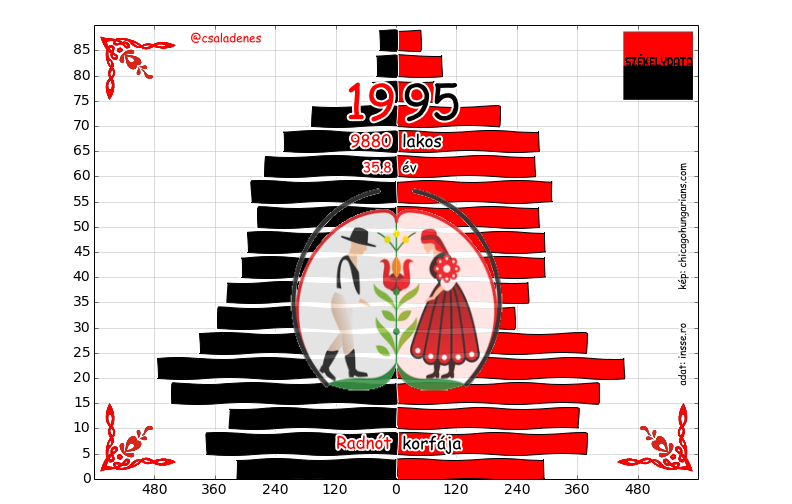 @csaladenes
SZÉKELYDATA
1995
9880 lakos
35.8 év
Radnót korfája
kép: chicagohungarians.com
adat: insse.ro
85
80
75
70
65
60
55
50
45
40
35
30
25
20
15
10
5
0
480 360 240 120 0 120 240 360 480